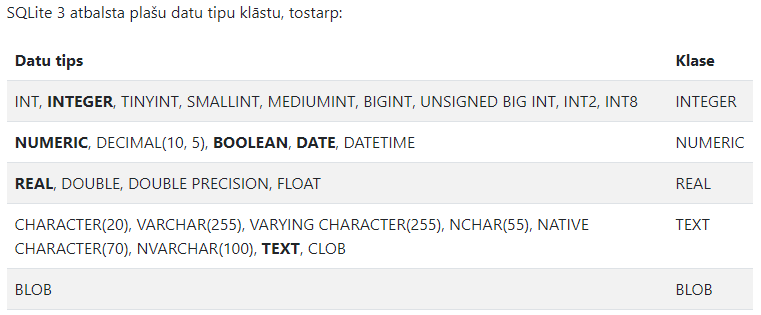 SQLite 3 atbalsta plašu datu tipu klāstu, tostarp:
Datu tips Klase
INT, INTEGER, TINYINT, SMALLINT, MEDIUMINT, BIGINT, UNSIGNED BIG INT, INT2, INT8 INTEGER
NUMERIC, DECIMAL(10, 5), BOOLEAN, DATE, DATETIME NUMERIC
REAL, DOUBLE, DOUBLE PRECISION, FLOAT REAL
CHARACTER(20), VARCHAR(255), VARYING CHARACTER(255), NCHAR(55), NATIVE TEXT
CHARACTER(70), NVARCHAR(100), TEXT, CLOB
BLOB BLOB